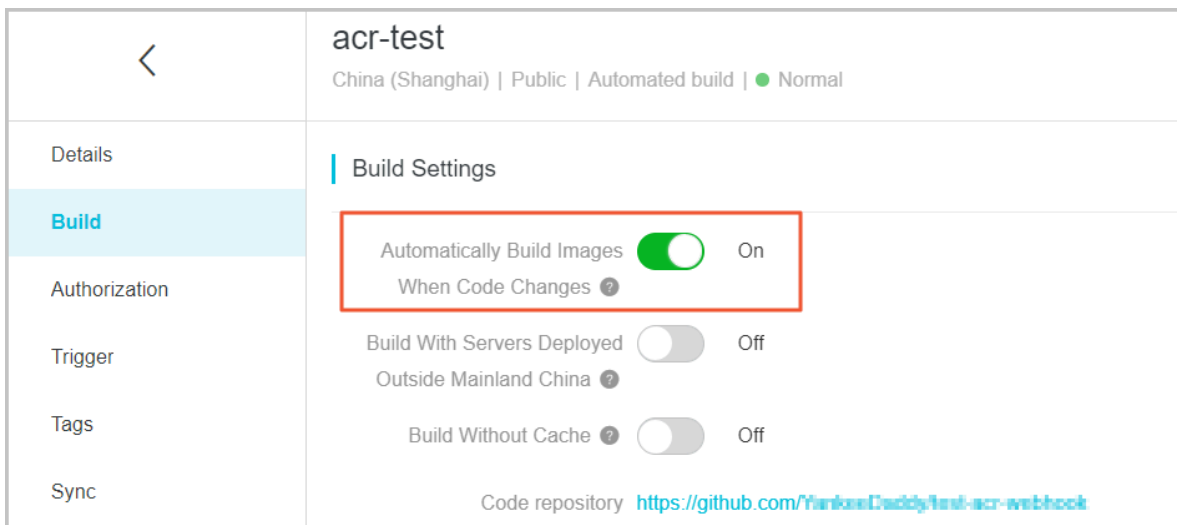 acr-test
China (Shanghai) | Public | Automated build | Normal
Details
Build
Authorization
Trigger
Tags
Sync
Build Settings
Automatically Build Images On
When Code Changes
Build With Servers Deployed Off
Outside Mainland China
Build Without Cache Off
Code repository https://github.com/